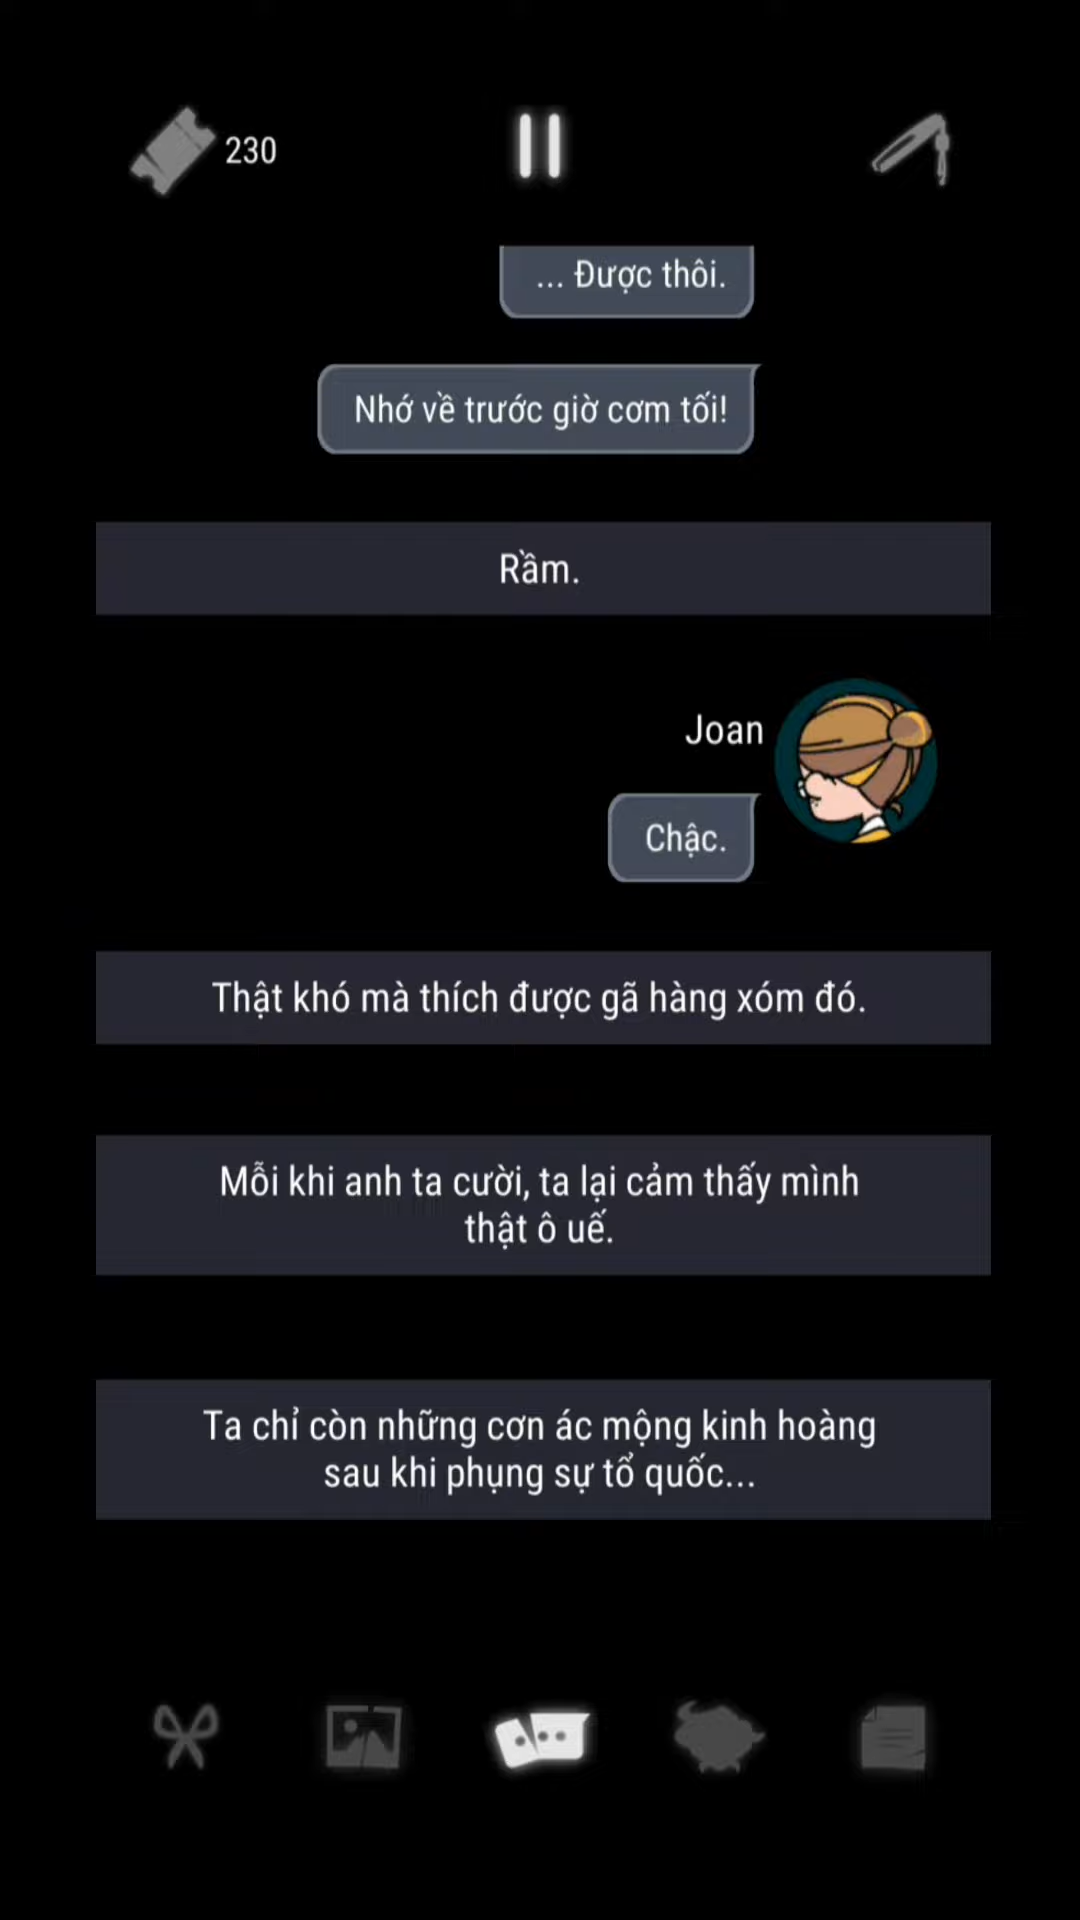 230
... Được thôi.
Nhớ về trước giờ cơm tối!
Rầm.
Joan
Chậc.
Thật khó mà thích được gã hàng xóm đó.
Mỗi khi anh ta cười, ta lại cảm thấy mình
thật ô uế.
Ta chỉ còn những cơn ác mộng kinh hoàng
sau khi phụng sự tổ quốc...